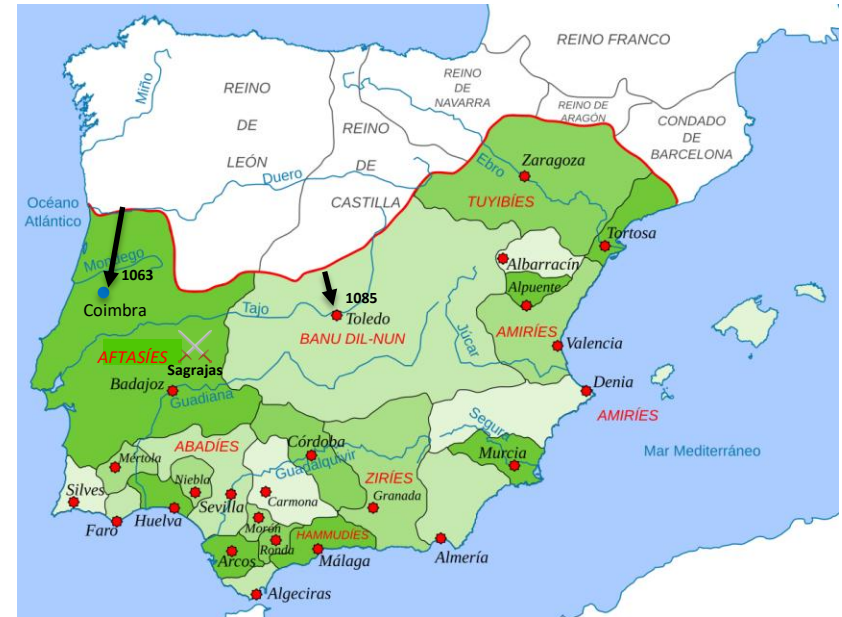 REINO FRANCO
REINO
DE
NAVARRA
REINO DE
ARAGÓN
CONDADO
DE
BARCELONA
Miño
REINO
DE
LEÓN
REINO
DE
CASTILLA
Duero
Ebro
Zaragoza
TUYIBÍES
Océano
Atlántico
Mondego
1063
Coimbra
Tortosa
Albarracín
Alpuente
1085
Toledo
Tajo
BANU DIL-NUN
Júcar
AMIRÍES
Valencia
AFTASÍES
Sagrajas
Badajoz
Guadiana
Denia
AMIRÍES
Mar Mediterráneo
ABADÍES
Córdoba
Segura
Murcia
Mértola
Guadalquivir
ZIRÍES
Niebla
Silves
Sevilla
Carmona
Granada
Faro
Huelva
Morón
HAMMUDÍES
Ronda
Arcos
Málaga
Almería
Algeciras